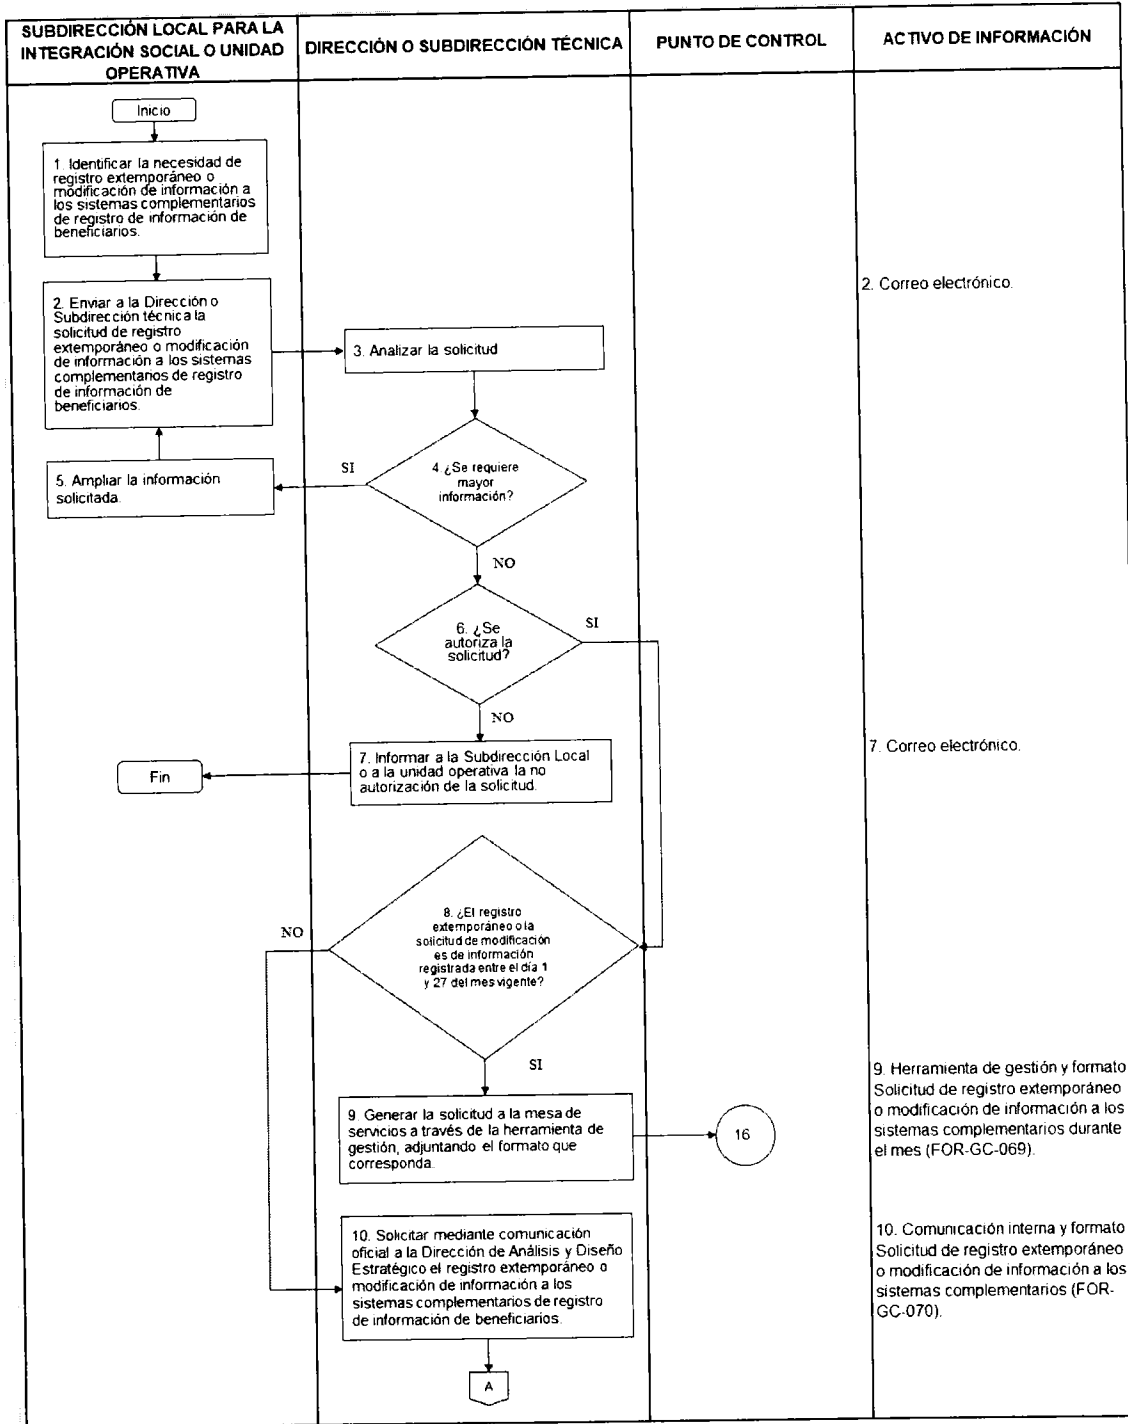 SUBDIRECCIÓN LOCAL PARA LA
INTEGRACIÓN SOCIAL O UNIDAD
OPERATIVA
DIRECCIÓN O SUBDIRECCIÓN TÉCNICA
PUNTO DE CONTROL
ACTIVO DE INFORMACIÓN
Inicio
1. Identificar la necesidad de
registro extemporáneo o
modificación de información a
los sistemas complementarios
de registro de información de
beneficiarios.
2. Enviar a la Dirección o
Subdirección técnica la
solicitud de registro
extemporáneo o modificación
de información a los sistemas
complementarios de registro
de información de
beneficiarios.
2. Correo electrónico.
3. Analizar la solicitud
4. ¿Se requiere
mayor
información?
SI
5. Ampliar la información
solicitada.
NO
6. ¿Se
autoriza la
solicitud?
SI
NO
7. Informar a la Subdirección Local
o a la unidad operativa la no
autorización de la solicitud.
7. Correo electrónico.
Fin
8. ¿El registro
extemporáneo o la
solicitud de modificación
es de información
registrada entre el día 1
y 27 del mes vigente?
NO
SI
9. Generar la solicitud a la mesa de
servicios a través de la herramienta de
gestión, adjuntando el formato que
corresponda.
16
9. Herramienta de gestión y formato
Solicitud de registro extemporáneo
o modificación de información a los
sistemas complementarios durante
el mes (FOR-GC-069).
10. Solicitar mediante comunicación
oficial a la Dirección de Análisis y Diseño
Estratégico el registro extemporáneo o
modificación de información a los
sistemas complementarios de registro
de información de beneficiarios.
10. Comunicación interna y formato
Solicitud de registro extemporáneo
o modificación de información a los
sistemas complementarios (FOR-
GC-070).
A